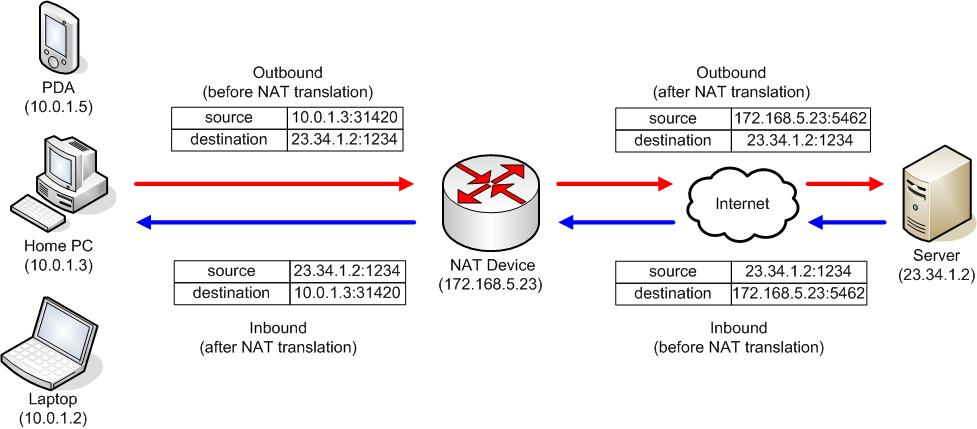 PDA
(10.0.1.5)
Home PC
(10.0.1.3)
Laptop
(10.0.1.2)
Outbound
(before NAT translation)
source 10.0.1.3:31420
destination 23.34.1.2:1234
source 23.34.1.2:1234
destination 10.0.1.3:31420
Inbound
(after NAT translation)
NAT Device
(172.168.5.23)
Outbound
(after NAT translation)
source 172.168.5.23:5462
destination 23.34.1.2:1234
Internet
source 23.34.1.2:1234
destination 172.168.5.23:5462
Inbound
(before NAT translation)
Server
(23.34.1.2)